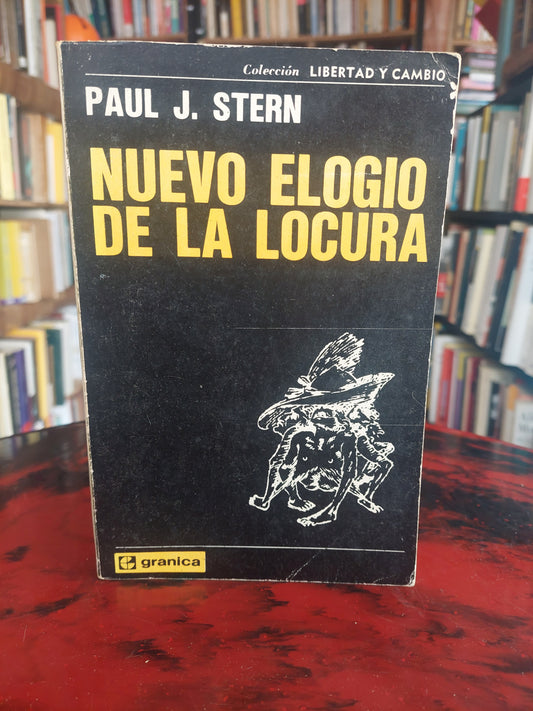 Colección LIBERTAD Y CAMBIO
PAUL J. STERN
NUEVO ELOGIO
DE LA LOCURA
granica